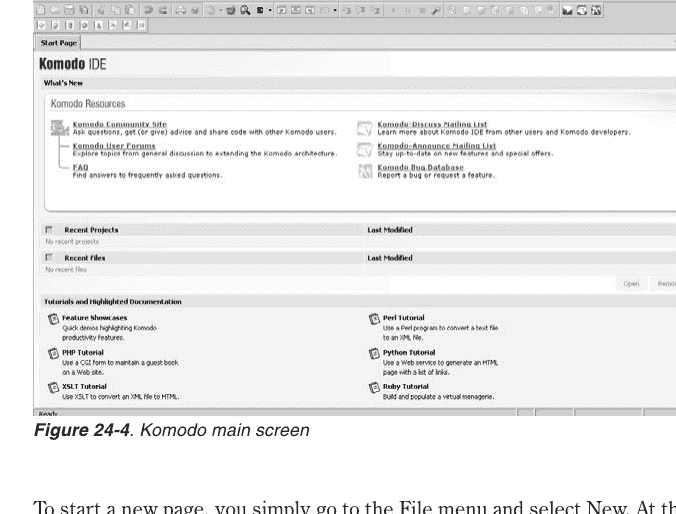 Start Page
Komodo IDE
What's New
Komodo Resources
Komodo Community Site
Ask questions, get (or give) advice and share code with other Komodo users.
Komodo User Forums
Explore topics from general discussion to extending the Komodo architecture.
FAQ
Find answers to frequently asked questions.
Komodo-Discuss Mailing List
Learn more about Komodo IDE from other users and Komodo developers.
Komodo-Announce Mailing List
Stay up-to-date on new features and special offers.
Komodo Bug Database
Report a bug or request a feature.
Recent Projects Last Modified
No recent projects
Recent Files Last Modified
No recent files
Open Remo
Tutorials and Highlighted Documentation
Feature Showcases
Quick demos highlighting Komodo
productivity features.
PHP Tutorial
Use a CGI form to maintain a guest book
on a Web site.
XSLT Tutorial
Use XSLT to convert an XML file to HTML.
Perl Tutorial
Use a Perl program to convert a text file
to an XML file.
Python Tutorial
Use a Web service to generate an HTML
page with a list of links.
Ruby Tutorial
Build and populate a virtual menagerie.
Ready
Figure 24-4. Komodo main screen
To start a new page, you simply go to the File menu and select New. At th